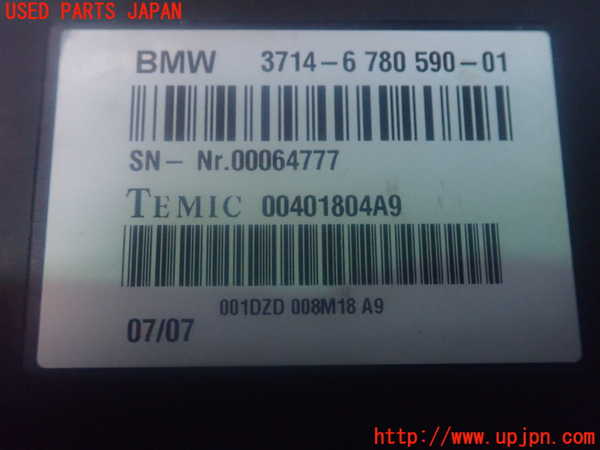 USED PARTS JAPAN
BMW 3714-6 780 590-01
SN- Nr.00064777
TEMIC 00401804A9
001DZD 008M18 A9
07/07
http://www.upjpn.com/